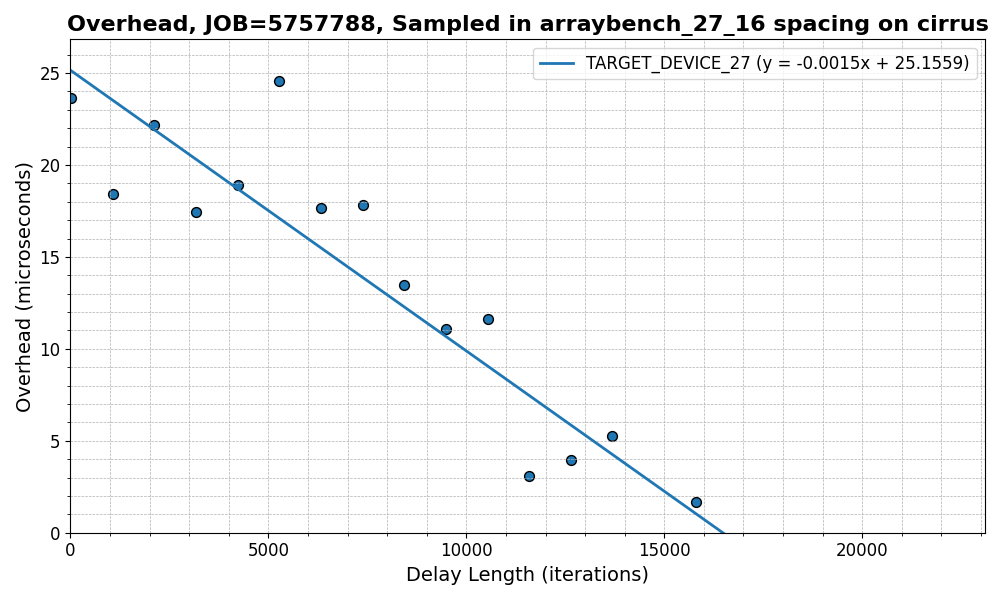 Overhead, JOB=5757788, Sampled in arraybench_27_16 spacing on cirrus
TARGET_DEVICE_27 (y = -0.0015x + 25.1559)
Overhead (microseconds)
25
20
15
10
5
0
0 5000 10000 15000 20000
Delay Length (iterations)